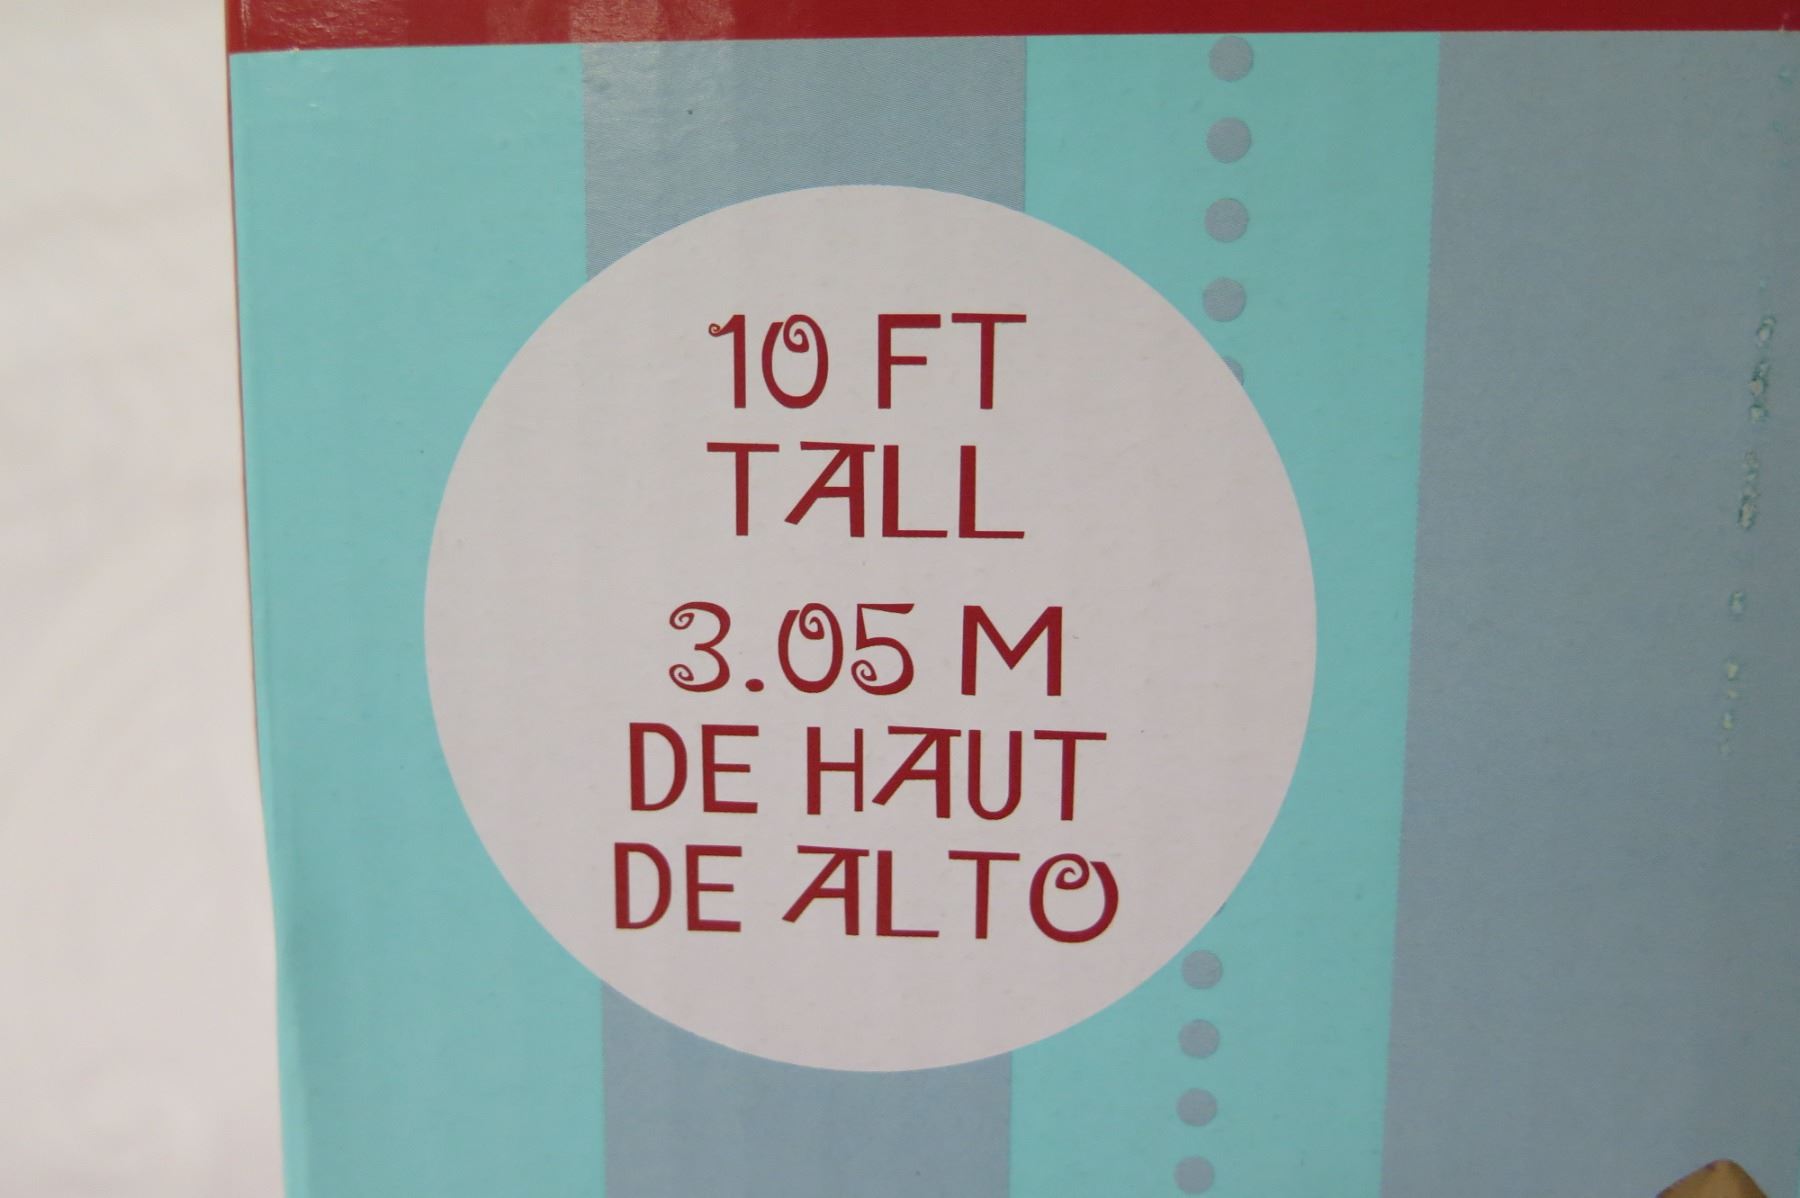 10 FT
TALL
3.05 M
DE HAUT
DE ALTO